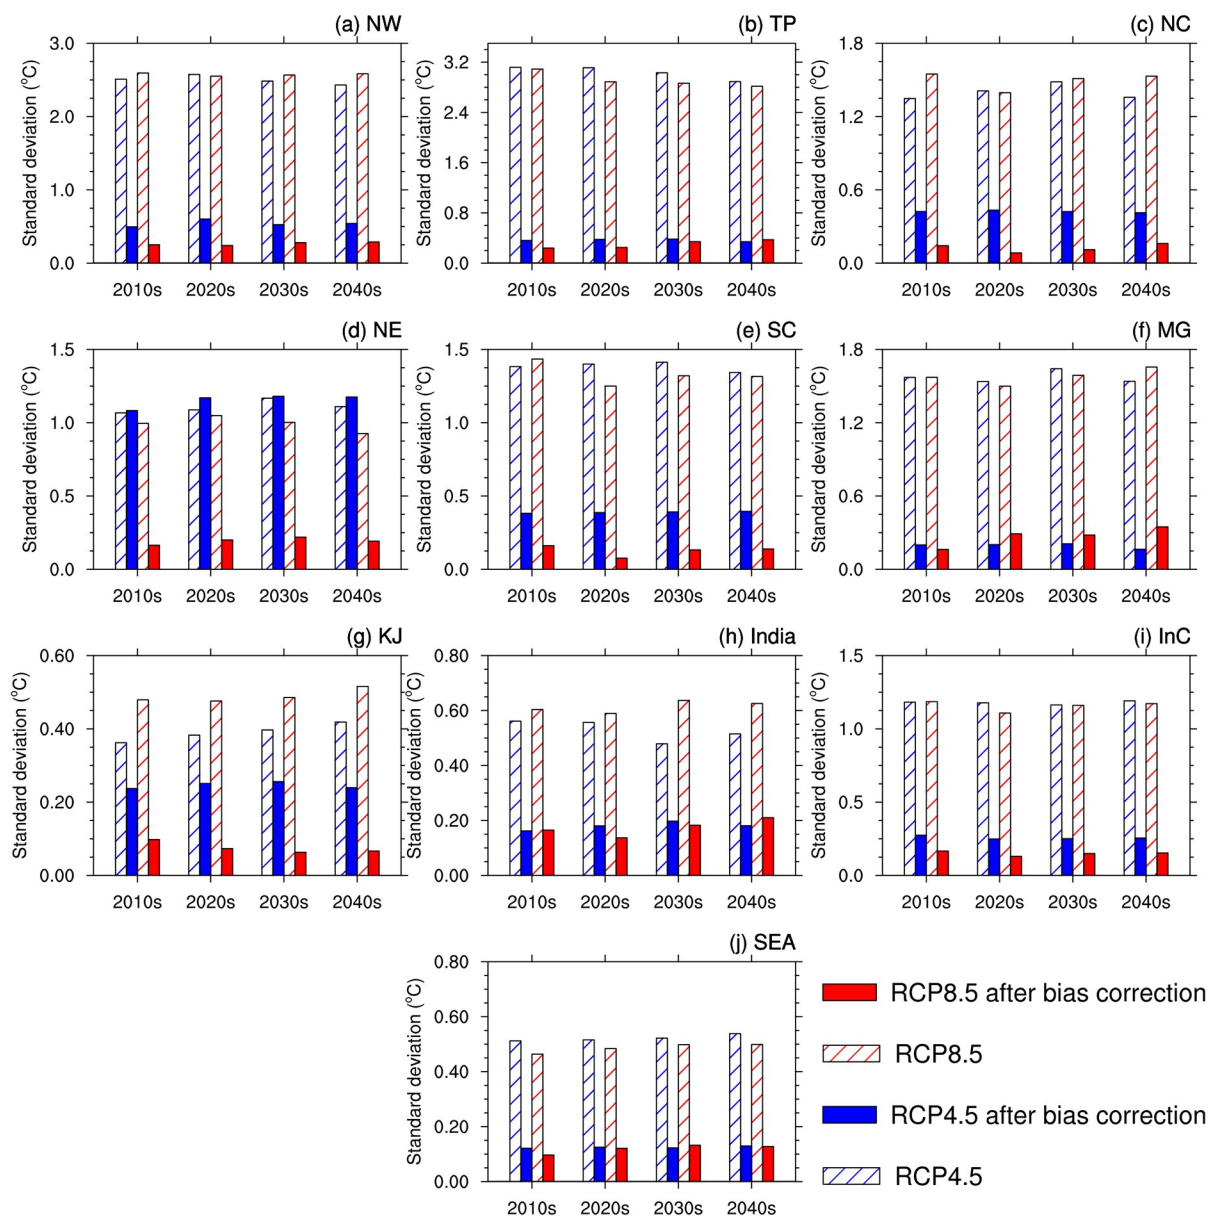 (a) NW
Standard deviation (°C)
3.0
2.0
1.0
0.0
2010s 2020s 2030s 2040s
(b) TP
Standard deviation (°C)
3.2
2.4
1.6
0.8
0.0
2010s 2020s 2030s 2040s
(c) NC
Standard deviation (°C)
1.8
1.2
0.6
0.0
2010s 2020s 2030s 2040s
(d) NE
Standard deviation (°C)
1.5
1.0
0.5
0.0
2010s 2020s 2030s 2040s
(e) SC
Standard deviation (°C)
1.5
1.0
0.5
0.0
2010s 2020s 2030s 2040s
(f) MG
Standard deviation (°C)
1.8
1.2
0.6
0.0
2010s 2020s 2030s 2040s
(g) KJ
Standard deviation (°C)
0.60
0.40
0.20
0.00
2010s 2020s 2030s 2040s
(h) India
Standard deviation (°C)
0.80
0.60
0.40
0.20
0.00
2010s 2020s 2030s 2040s
(i) InC
Standard deviation (°C)
1.5
1.0
0.5
0.0
2010s 2020s 2030s 2040s
(j) SEA
Standard deviation (°C)
0.80
0.60
0.40
0.20
0.00
2010s 2020s 2030s 2040s
RCP8.5 after bias correction
RCP8.5
RCP4.5 after bias correction
RCP4.5